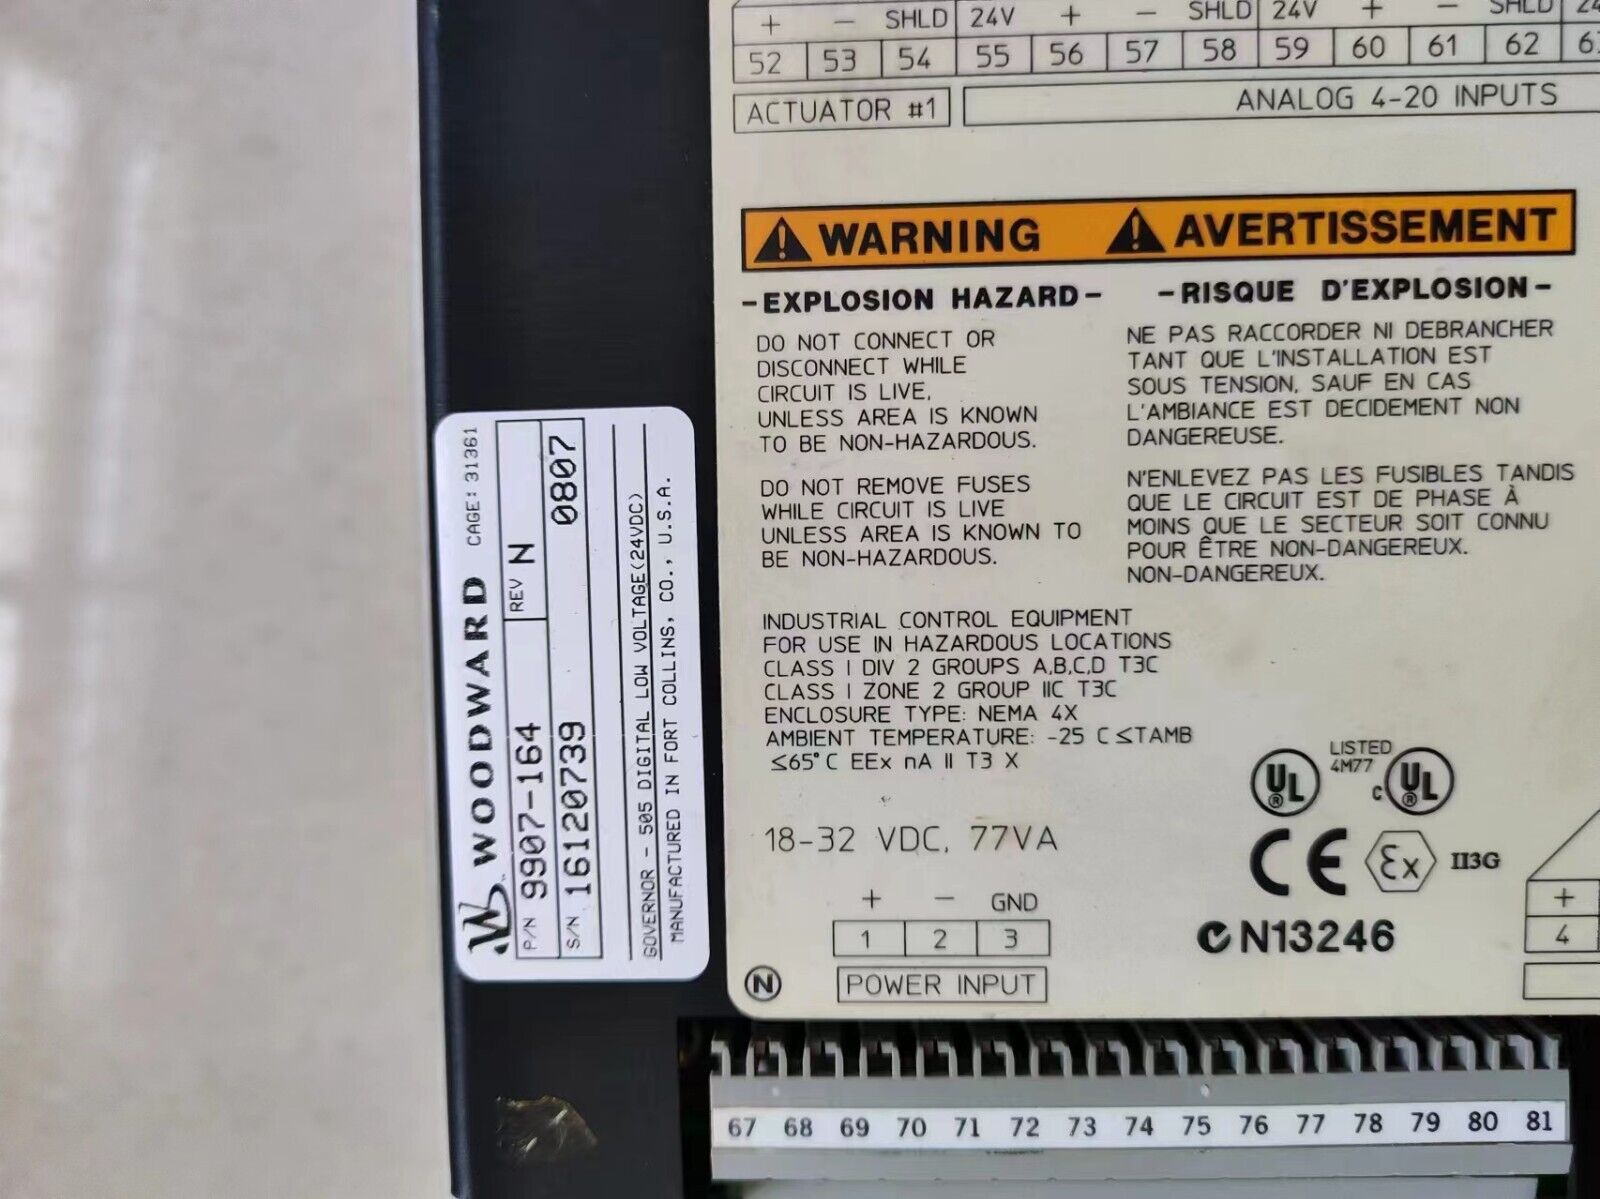 + − SHLD 24V + − SHLD 24V + − SHLD
52 53 54 55 56 57 58 59 60 61 62
ACTUATOR #1
ANALOG 4-20 INPUTS
WARNING
AVERTISSEMENT
-EXPLOSION HAZARD-
DO NOT CONNECT OR
DISCONNECT WHILE
CIRCUIT IS LIVE,
UNLESS AREA IS KNOWN
TO BE NON-HAZARDOUS.
DO NOT REMOVE FUSES
WHILE CIRCUIT IS LIVE
UNLESS AREA IS KNOWN TO
BE NON-HAZARDOUS.
-RISQUE D'EXPLOSION-
NE PAS RACCORDER NI DEBRANCHER
TANT QUE L'INSTALLATION EST
SOUS TENSION, SAUF EN CAS
L'AMBIANCE EST DECIDEMENT NON
DANGEREUSE.
N'ENLEVEZ PAS LES FUSIBLES TANDIS
QUE LE CIRCUIT EST DE PHASE À
MOINS QUE LE SECTEUR SOIT CONNU
POUR ÊTRE NON-DANGEREUX.
NON-DANGEREUX.
INDUSTRIAL CONTROL EQUIPMENT
FOR USE IN HAZARDOUS LOCATIONS
CLASS I DIV 2 GROUPS A,B,C,D T3C
CLASS I ZONE 2 GROUP IIC T3C
ENCLOSURE TYPE: NEMA 4X
AMBIENT TEMPERATURE: -25 C ≤TAMB
≤65°C EEx nA II T3 X
18-32 VDC, 77VA
+ − GND
1 2 3
POWER INPUT
N
UL ®
LISTED
4M77
C UL ®
CE Ex II3G
N13246
+
4
WOODWARD CAGE: 31361
P/N 9907-164 REV N
S/N 16120739 0807
GOVERNOR - 505 DIGITAL LOW VOLTAGE(24VDC)
MANUFACTURED IN FORT COLLINS, CO., U.S.A.
67 68 69 70 71 72 73 74 75 76 77 78 79 80 81